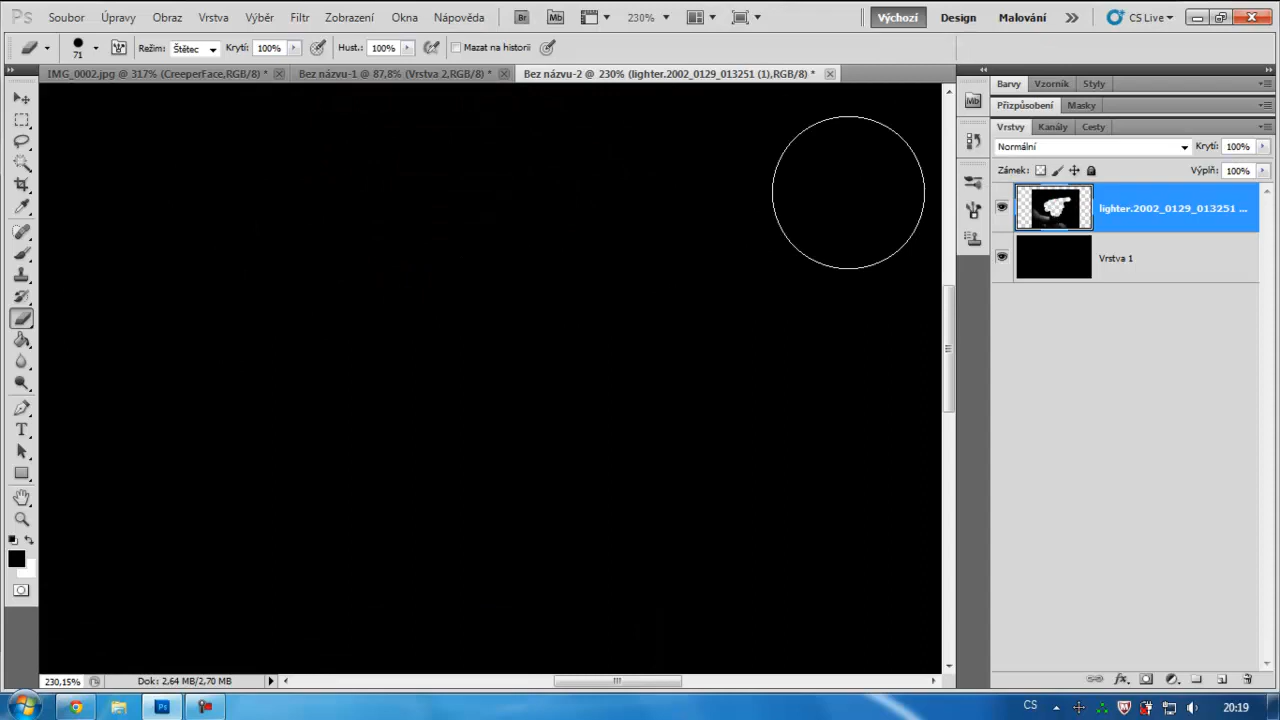 Ps Soubor Úpravy Obraz Vrstva Výběr Filtr Zobrazení Okna Nápověda Br Mb 230% Výchozí Design Malování CS Live
71 Režim: Štětec Krytí: 100% Hust.: 100% Mazat na historii
IMG_0002.jpg @ 317% (CreeperFace,RGB/8) * Bez názvu-1 @ 87,8% (Vrstva 2,RGB/8) * Bez názvu-2 @ 230% (lighter.2002_0129_013251 (1),RGB/8) *
Barvy Vzorník Styly
Mb
Přizpůsobení Masky
Vrstvy Kanály Cesty
Normální Krytí: 100%
Zámek: Výplň: 100%
lighter.2002_0129_013251 ...
Vrstva 1
T
230,15% Dok: 2,64 MB/2,70 MB
Ps CS 20:19